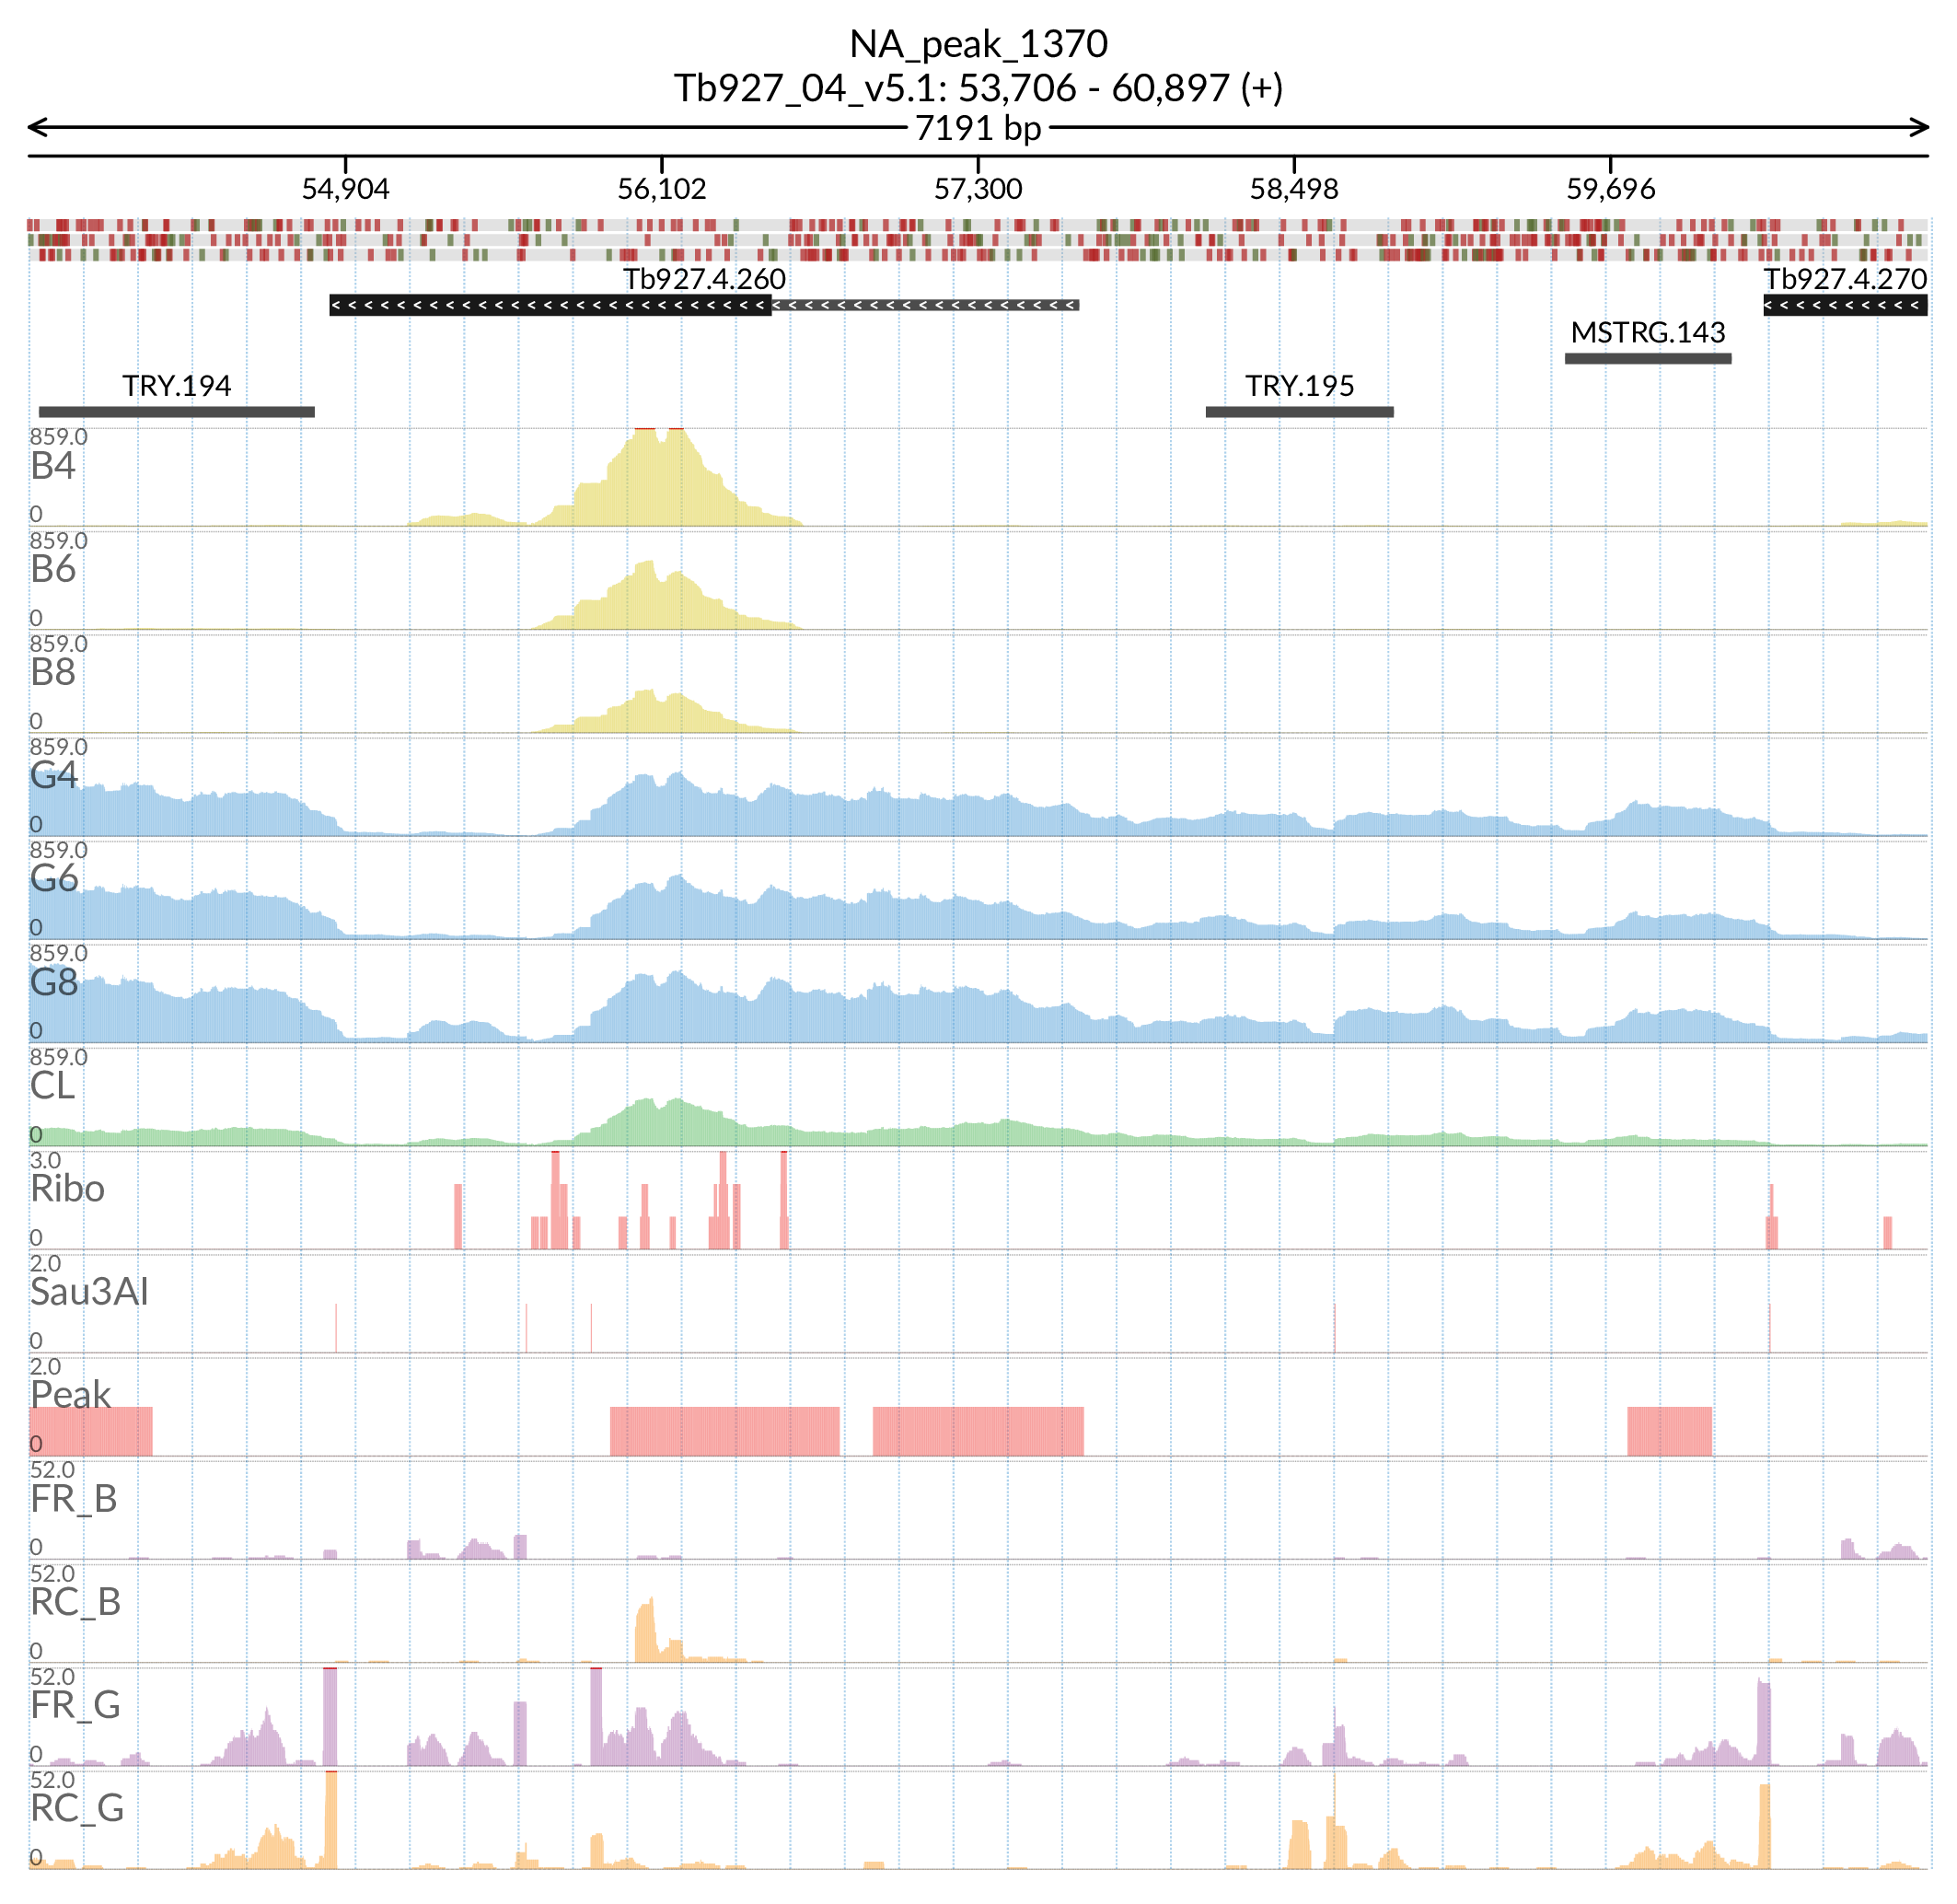 NA_peak_1370
Tb927_04_v5.1: 53,706 - 60,897 (+)
7191 bp
54,904 56,102 57,300 58,498 59,696
Tb927.4.260 Tb927.4.270
MSTRG.143
TRY.194 TRY.195
859.0
B4
0
859.0
B6
0
859.0
B8
0
859.0
G4
0
859.0
G6
0
859.0
G8
0
859.0
CL
0
3.0
Ribo
0
2.0
Sau3AI
0
2.0
Peak
0
52.0
FR_B
0
52.0
RC_B
0
52.0
FR_G
0
52.0
RC_G
0